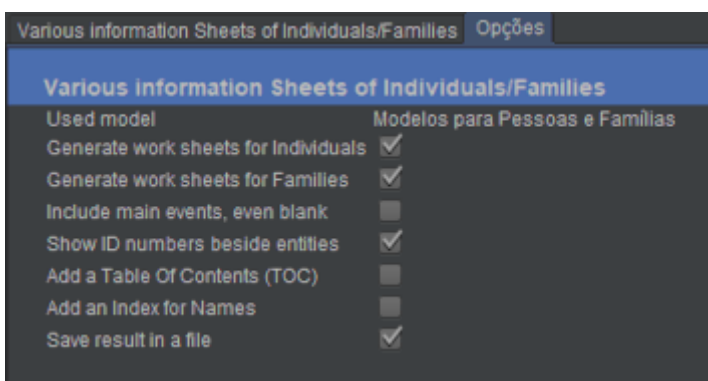 Various information Sheets of Individuals/Families Opções
Various information Sheets of Individuals/Families
Used model Modelos para Pessoas e Famílias
Generate work sheets for Individuals
Generate work sheets for Families
Include main events, even blank
Show ID numbers beside entities
Add a Table Of Contents (TOC)
Add an Index for Names
Save result in a file